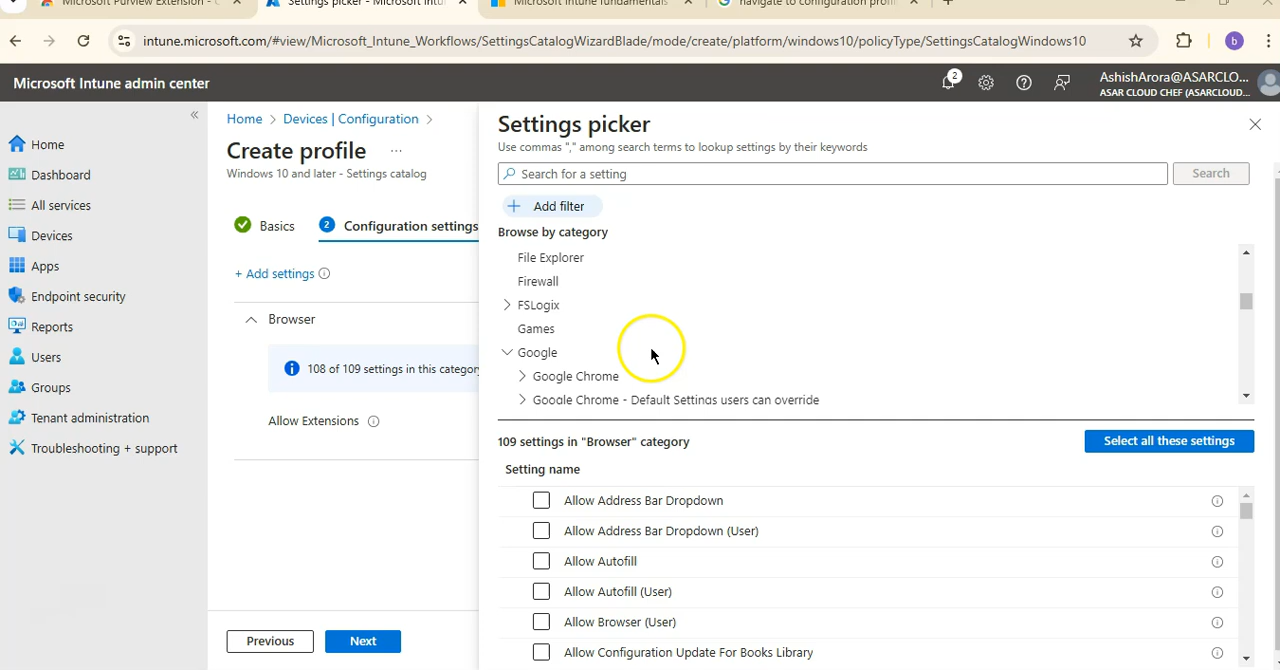 Microsoft Purview Extension - C
Settings picker - Microsoft Intu
Microsoft Intune fundamentals
navigate to configuration profil
intune.microsoft.com/#view/Microsoft_Intune_Workflows/SettingsCatalogWizardBlade/mode/create/platform/windows10/policyType/SettingsCatalogWindows10
b
Microsoft Intune admin center
2
AshishArora@ASARCLO...
ASAR CLOUD CHEF (ASARCLOUD...
Home
Dashboard
All services
Devices
Apps
Endpoint security
Reports
Users
Groups
Tenant administration
Troubleshooting + support
Home > Devices | Configuration >
Create profile ...
Windows 10 and later - Settings catalog
Basics
2 Configuration settings
+ Add settings
Browser
108 of 109 settings in this category
Allow Extensions
Previous
Next
Settings picker
Use commas "," among search terms to lookup settings by their keywords
Search for a setting
Search
+ Add filter
Browse by category
File Explorer
Firewall
FSLogix
Games
Google
Google Chrome
Google Chrome - Default Settings users can override
109 settings in "Browser" category
Select all these settings
Setting name
Allow Address Bar Dropdown
Allow Address Bar Dropdown (User)
Allow Autofill
Allow Autofill (User)
Allow Browser (User)
Allow Configuration Update For Books Library